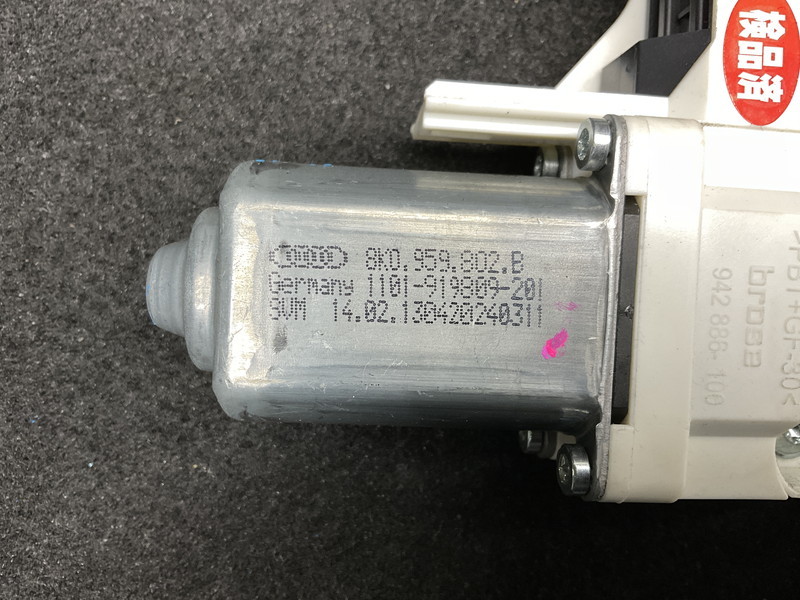 8K0.959.802.B
Germany 1101-919809-201
SVM 14.02.130420240311
検品済
>PBT+GF-30<
brose
942 886-100